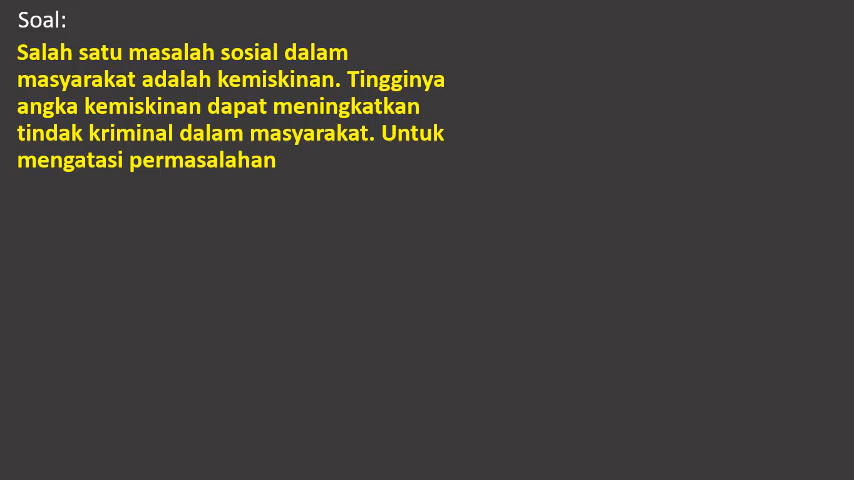 Soal:
Salah satu masalah sosial dalam
masyarakat adalah kemiskinan. Tingginya
angka kemiskinan dapat meningkatkan
tindak kriminal dalam masyarakat. Untuk
mengatasi permasalahan